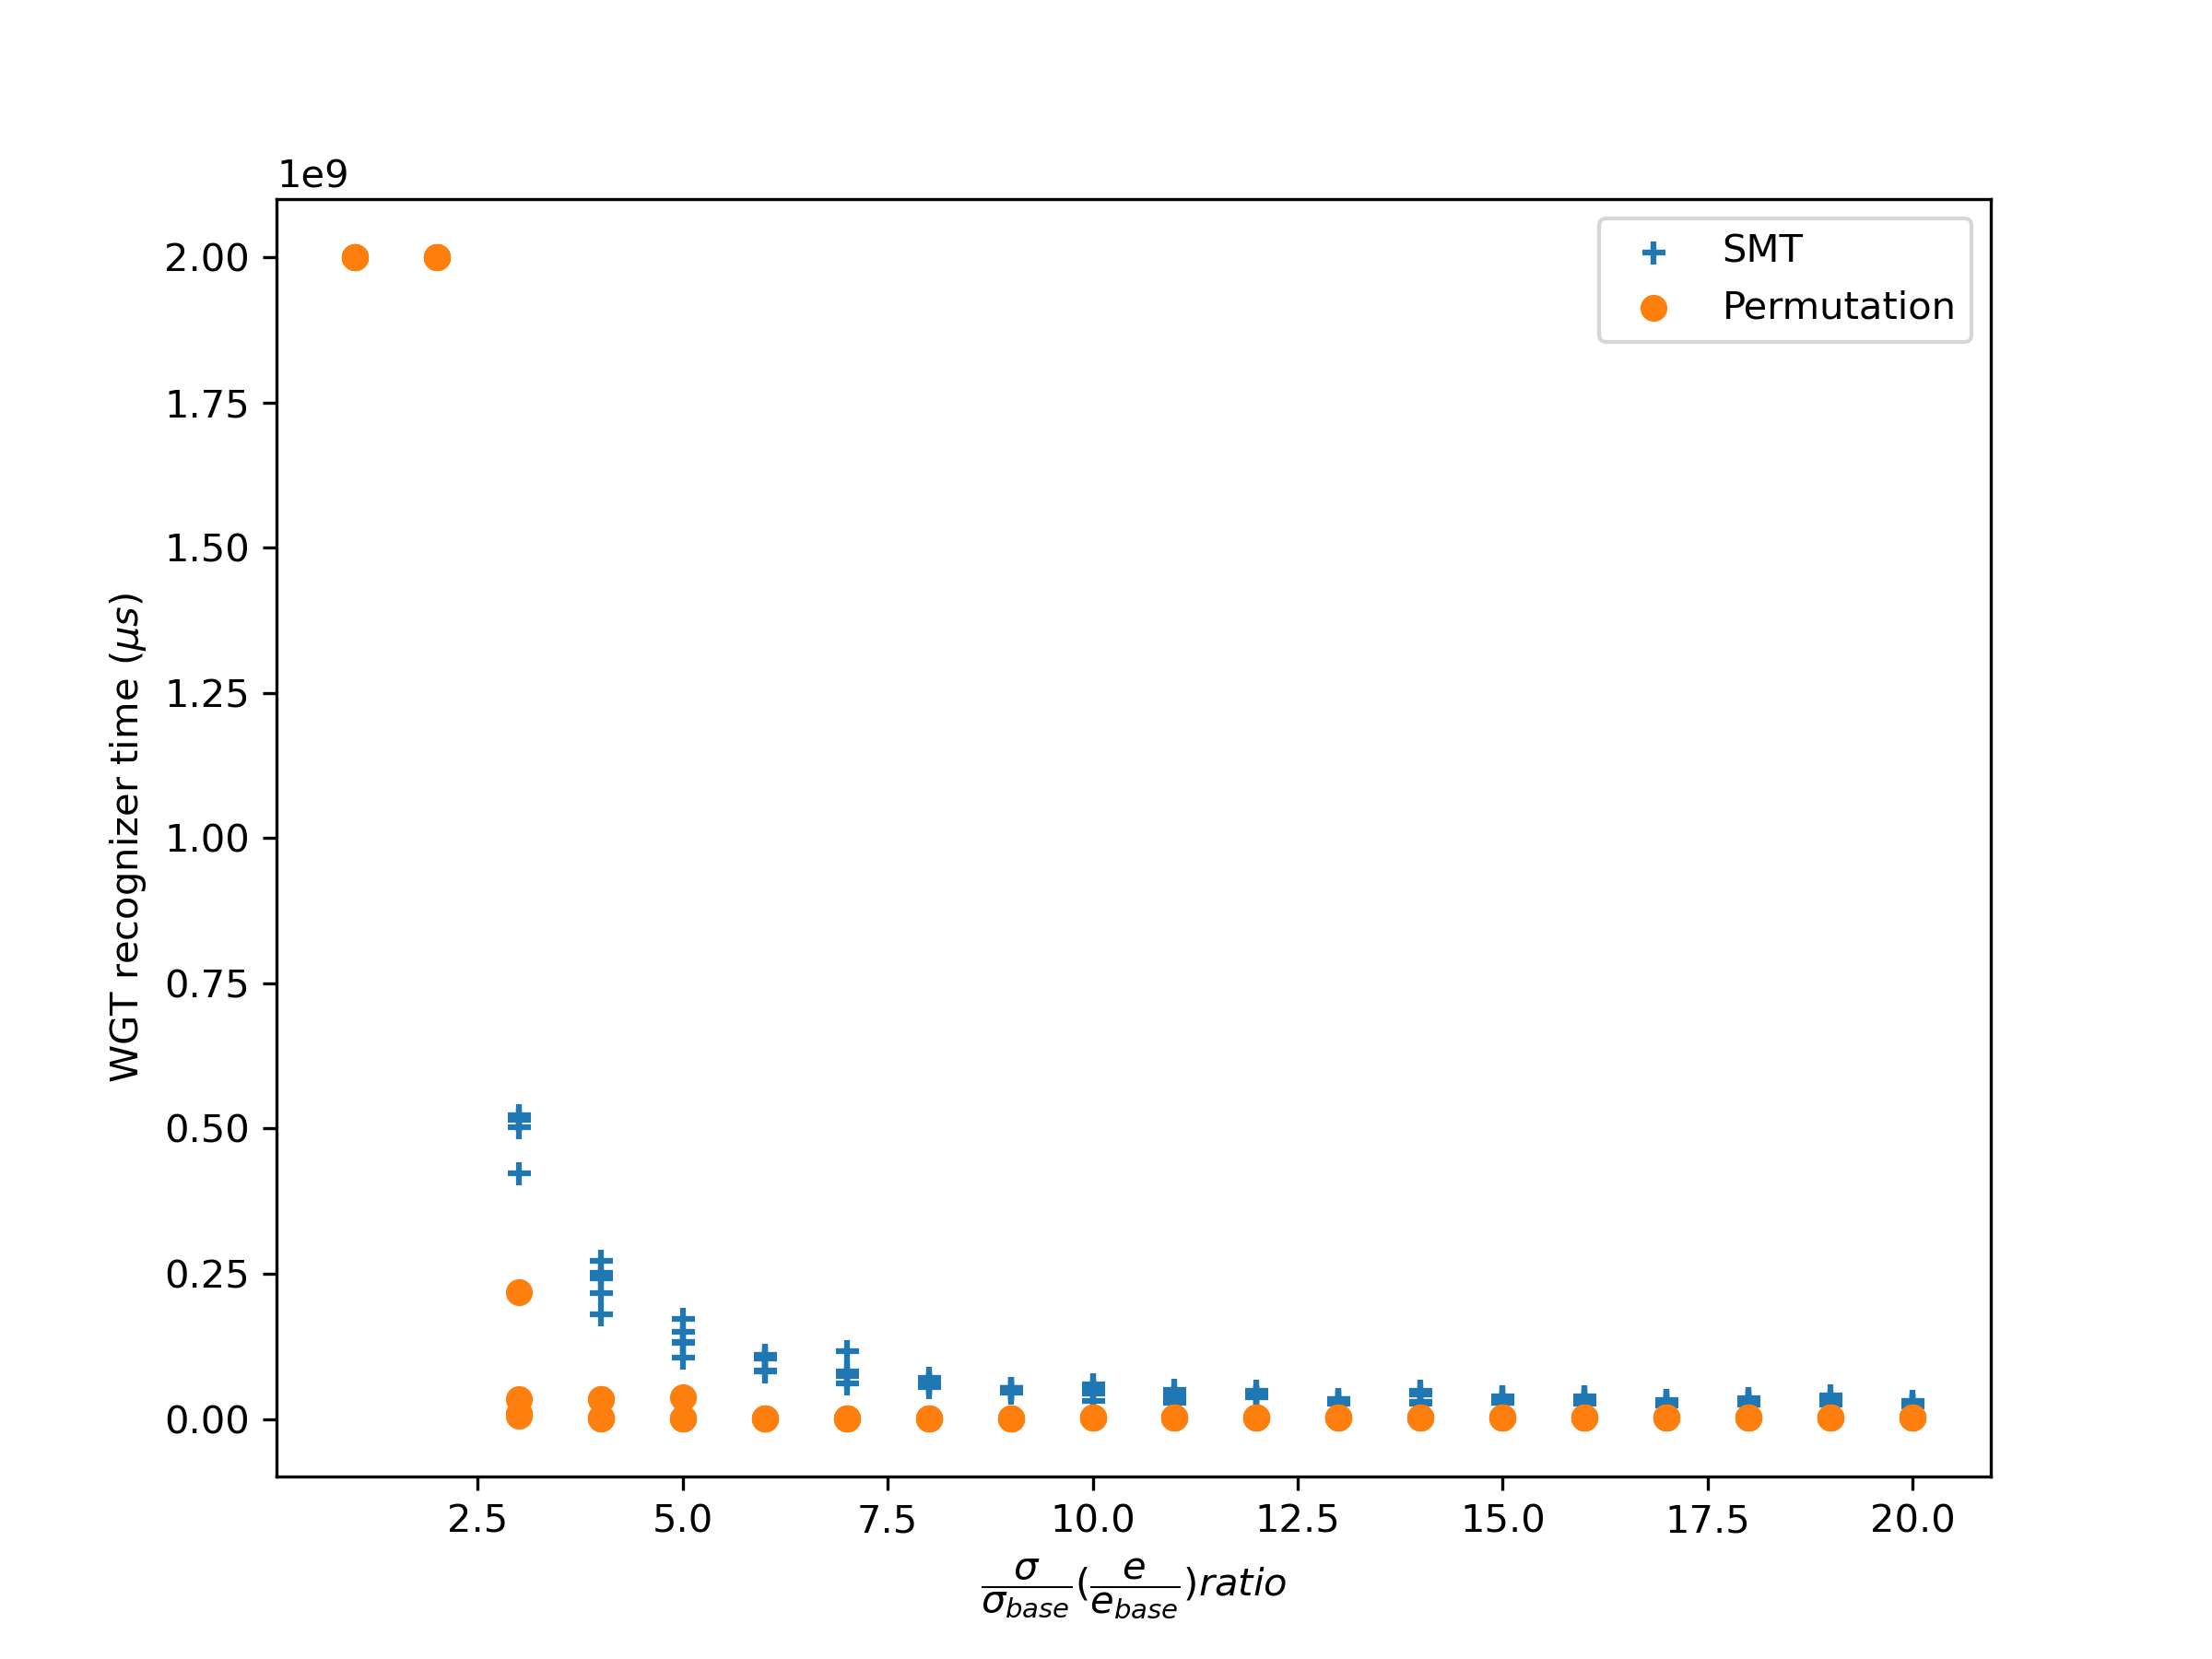 1e9
SMT
Permutation
2.00
1.75
1.50
1.25
1.00
0.75
0.50
0.25
0.00
WGT recognizer time (μs)
2.5 5.0 7.5 10.0 12.5 15.0 17.5 20.0
σ/σ_base (e/e_base) ratio